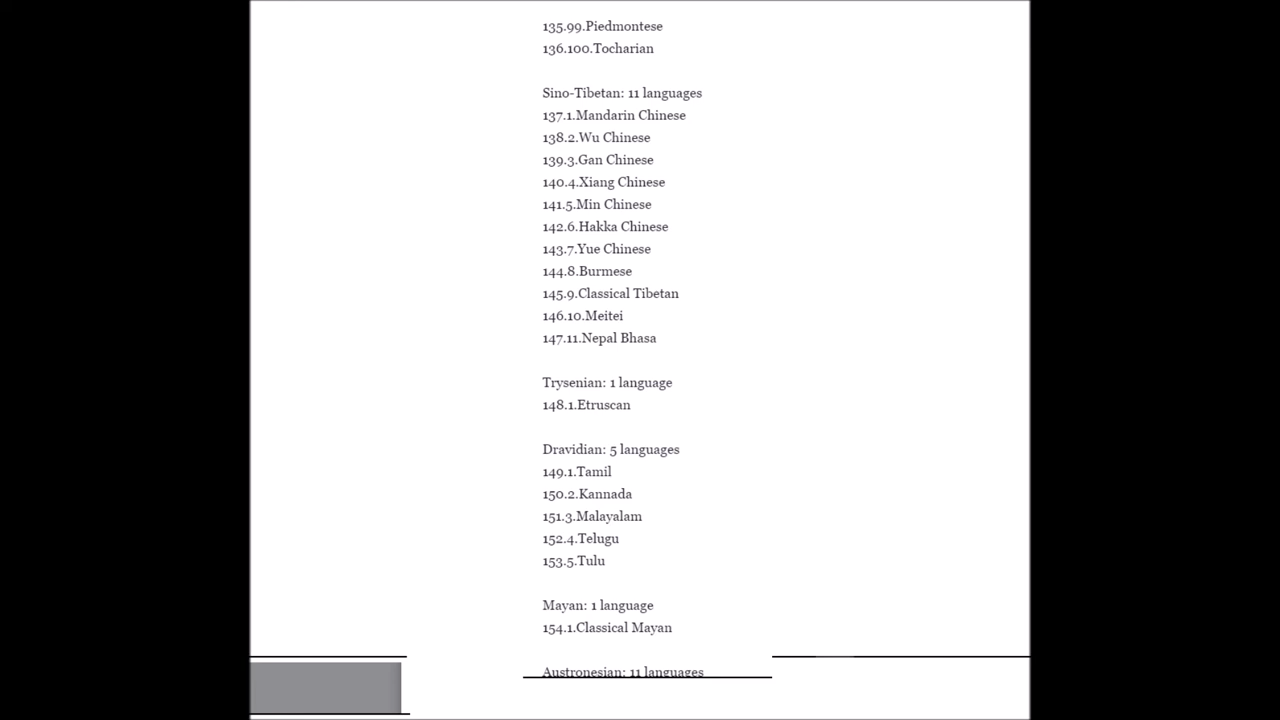 135.99.Piedmontese
136.100.Tocharian
Sino-Tibetan: 11 languages
137.1.Mandarin Chinese
138.2.Wu Chinese
139.3.Gan Chinese
140.4.Xiang Chinese
141.5.Min Chinese
142.6.Hakka Chinese
143.7.Yue Chinese
144.8.Burmese
145.9.Classical Tibetan
146.10.Meitei
147.11.Nepal Bhasa
Trysenian: 1 language
148.1.Etruscan
Dravidian: 5 languages
149.1.Tamil
150.2.Kannada
151.3.Malayalam
152.4.Telugu
153.5.Tulu
Mayan: 1 language
154.1.Classical Mayan
Austronesian: 11 languages